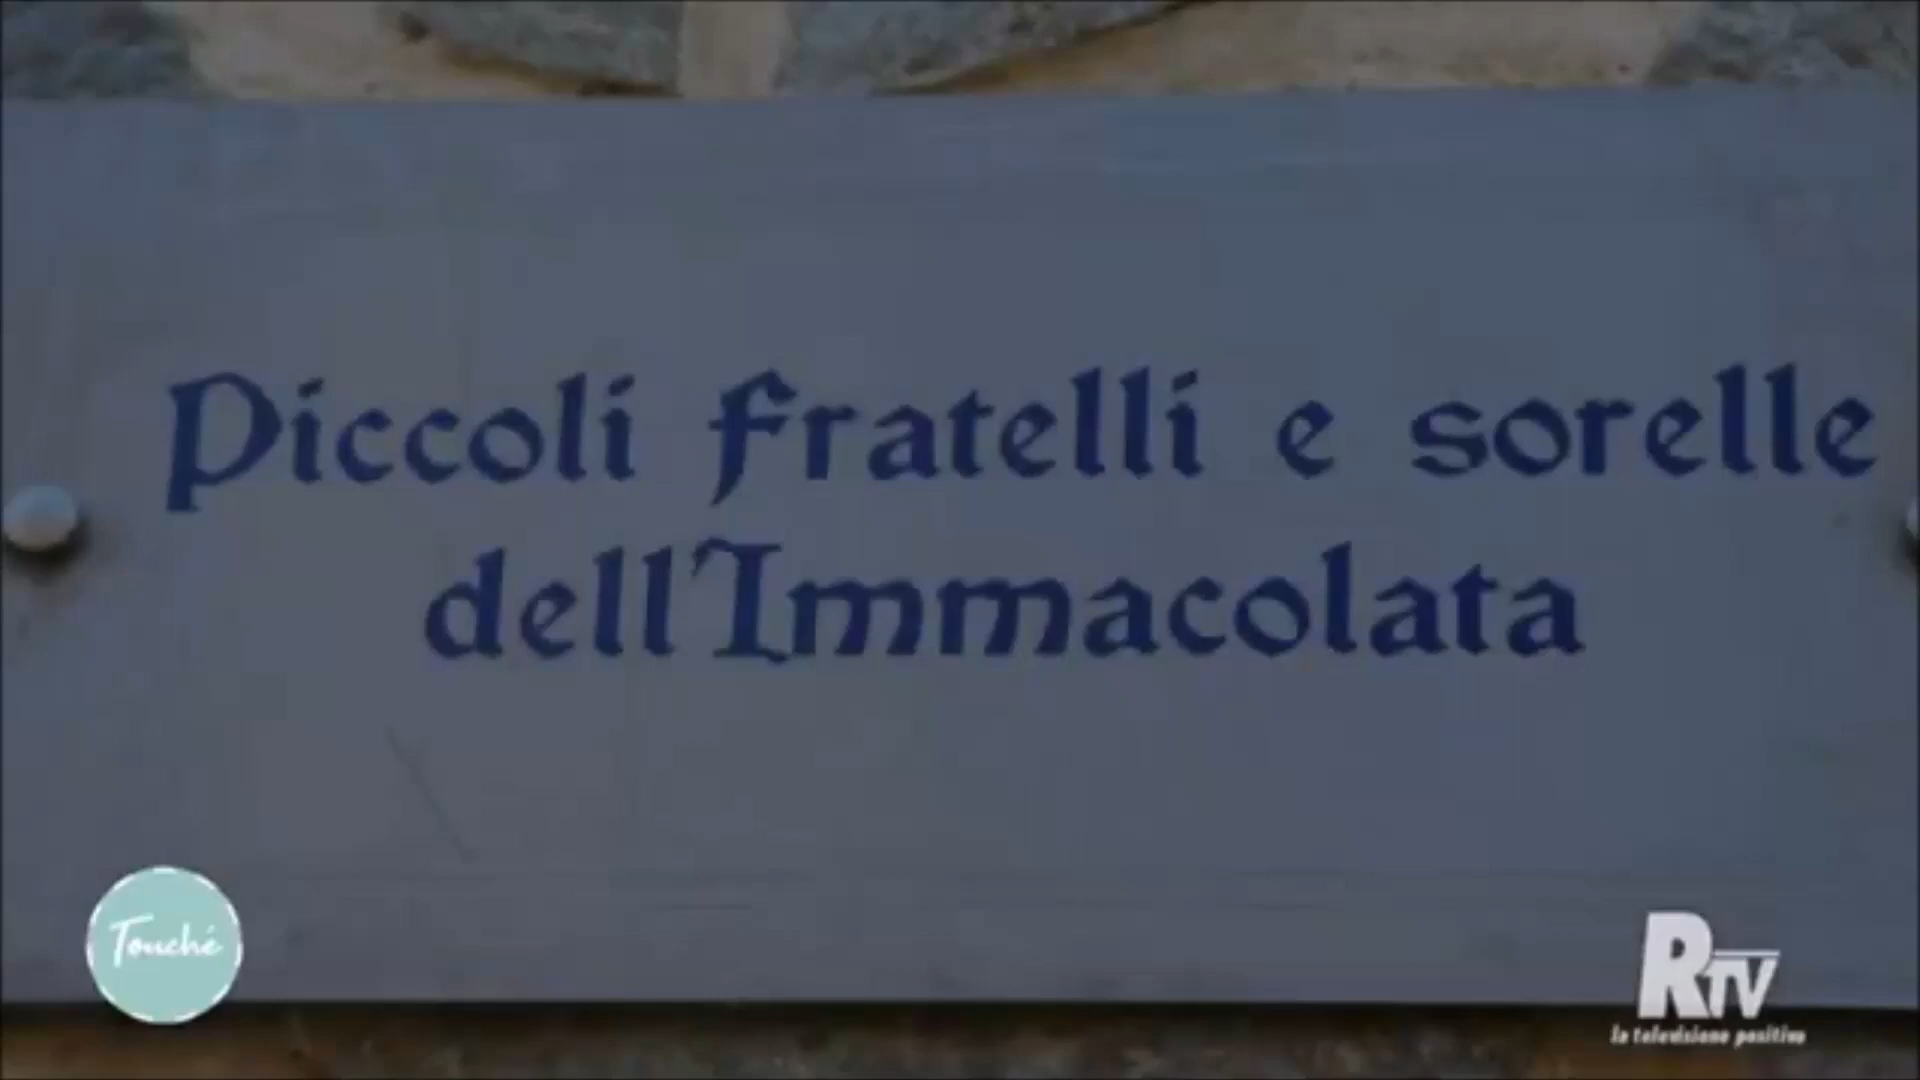 Piccoli fratelli e sorelle
dell'Immacolata
Touché
RTV
la televisione positiva